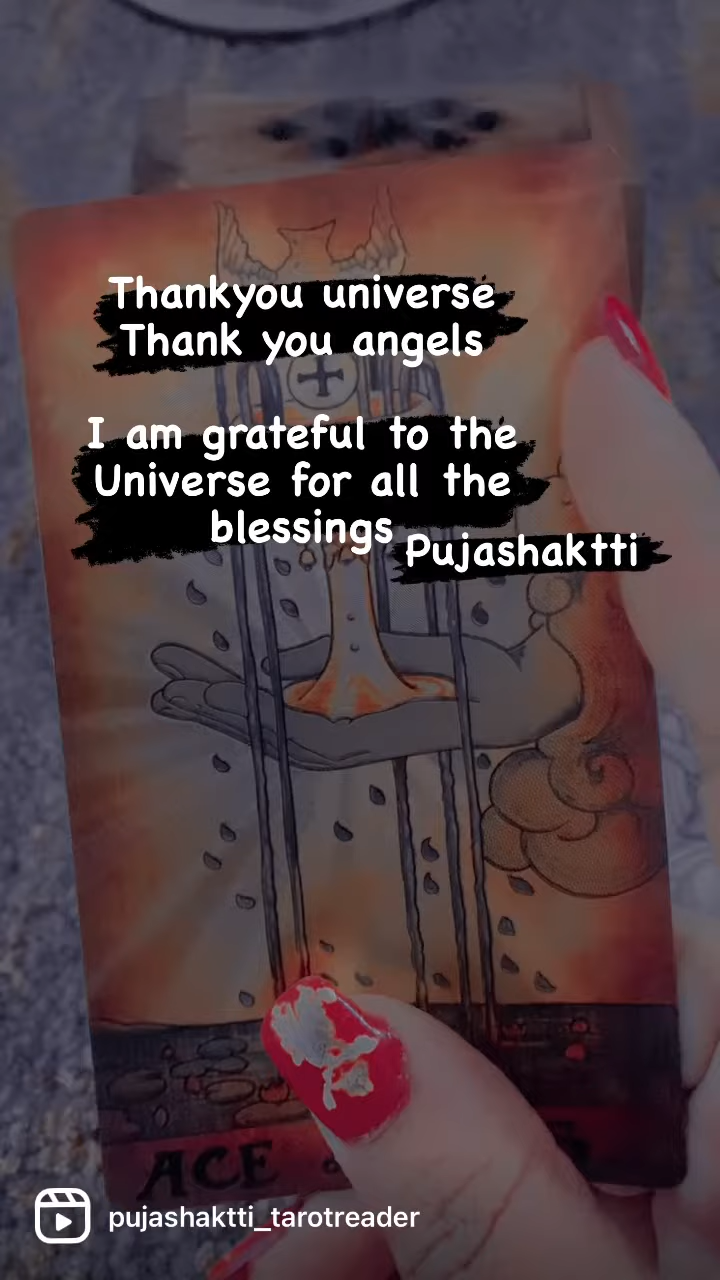 Thankyou universe
Thank you angels
I am grateful to the
Universe for all the
blessings
Pujashaktti
ACE
pujashaktti_tarotreader